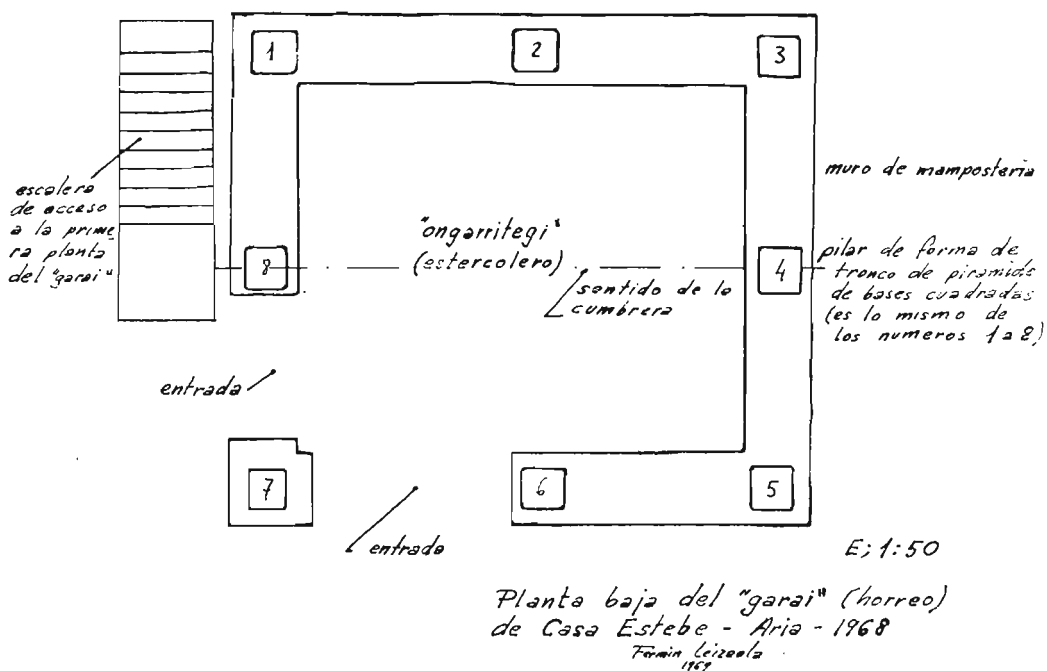 1
2
3
muro de mamposteria
escalera
de acceso
a la prime
ra planta
del "garai"
"ongarritegi"
(estercolero)
8
4
pilar de forma de
tronco de piramide
de bases cuadradas
(es lo mismo de
los numeros 1 a 8)
sentido de la
cumbrera
entrada
7
6
5
entrada
E; 1:50
Planta baja del "garai" (horreo)
de Casa Estebe - Aria - 1968
Fermin Leizaola
1969